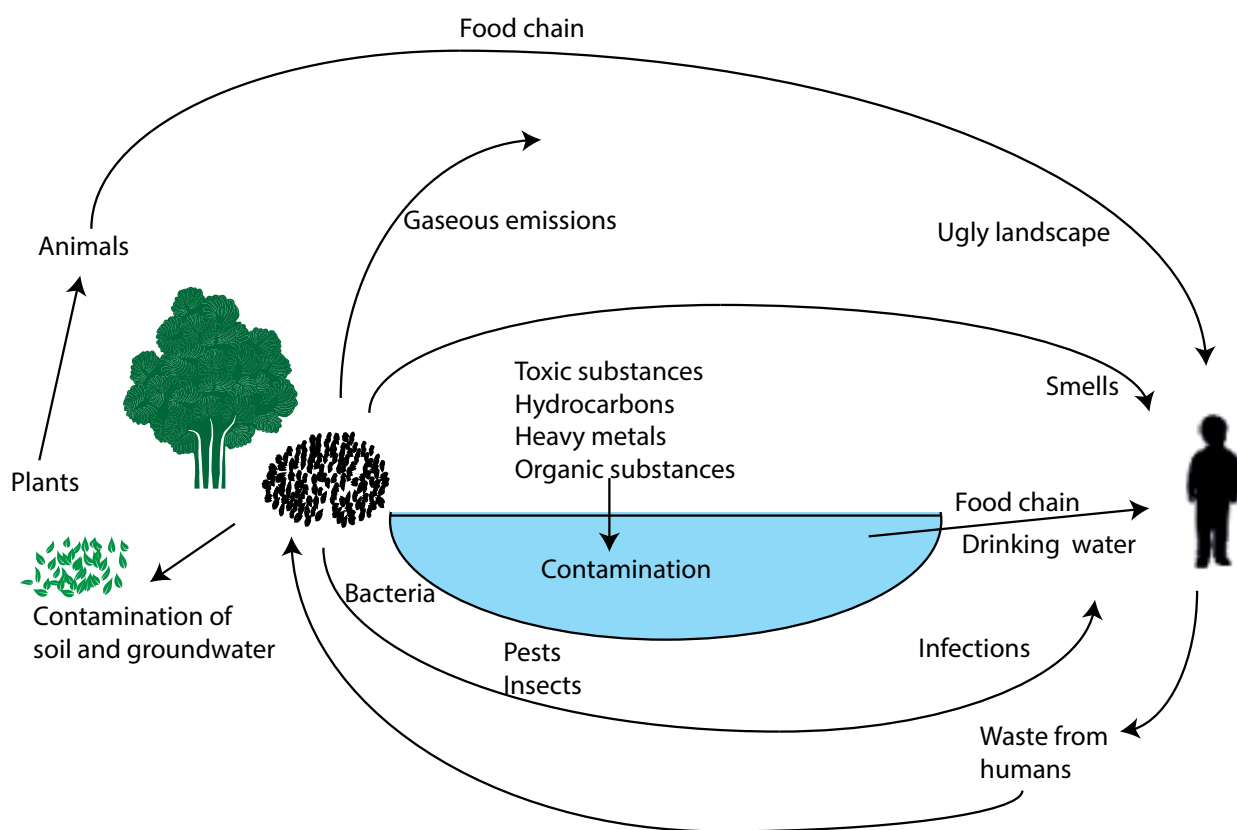 Food chain
Gaseous emissions
Ugly landscape
Animals
Toxic substances
Hydrocarbons
Heavy metals
Organic substances
Smells
Plants
Food chain
Drinking water
Contamination
Bacteria
Contamination of
soil and groundwater
Pests
Insects
Infections
Waste from
humans